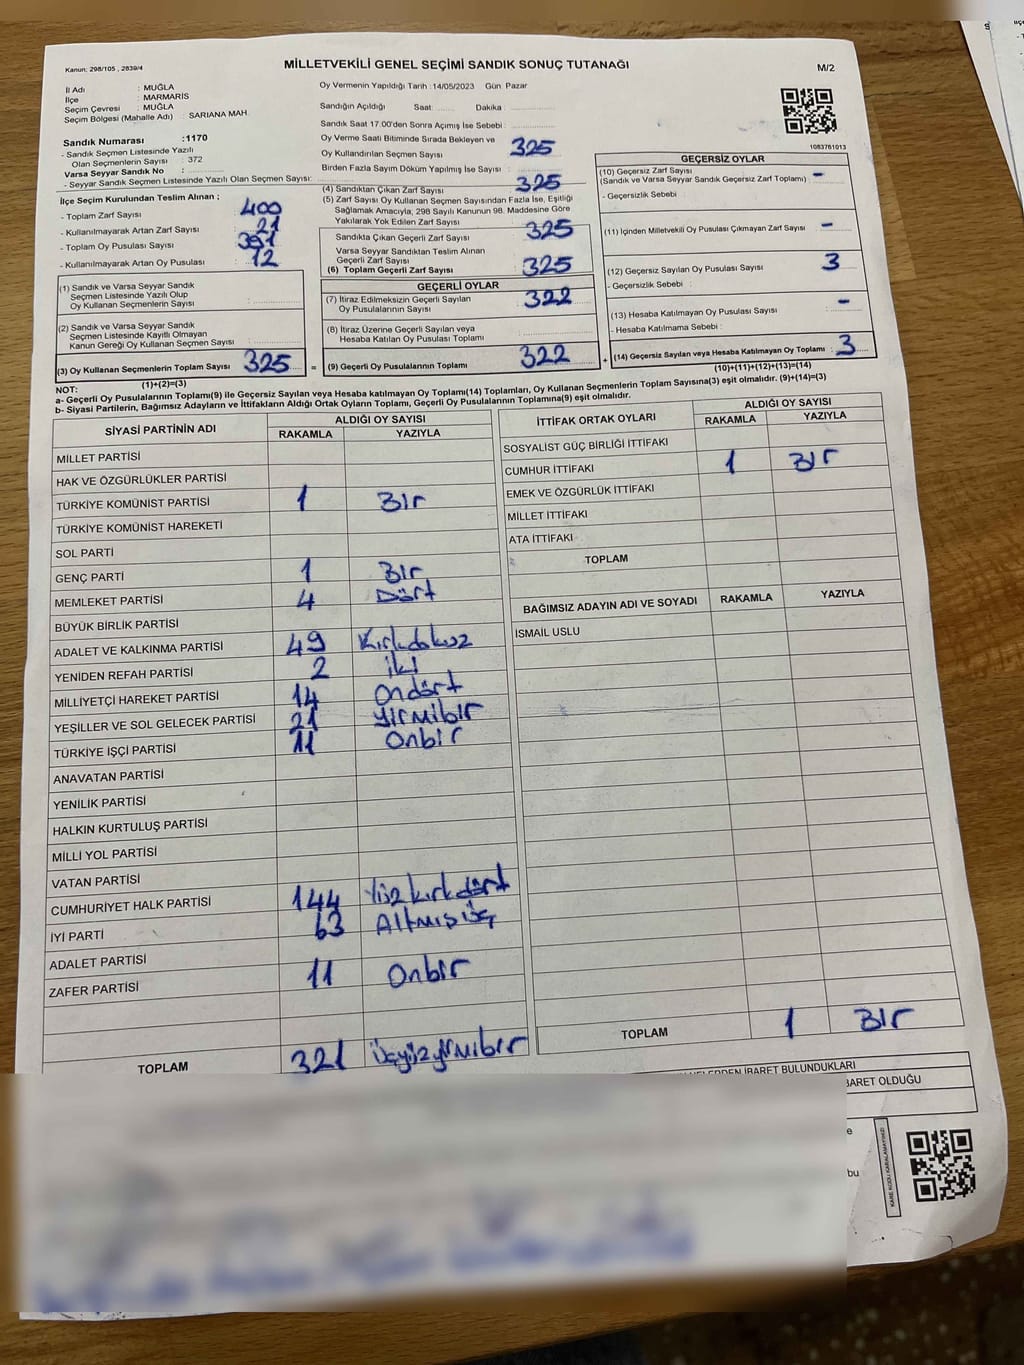 Kanun: 298/105 , 2839/4
MİLLETVEKİLİ GENEL SEÇİMİ SANDIK SONUÇ TUTANAĞI
M/2
İl Adı : MUĞLA
İlçe : MARMARİS
Seçim Çevresi : MUĞLA
Seçim Bölgesi (Mahalle Adı) : SARIANA MAH.
Oy Vermenin Yapıldığı Tarih :14/05/2023 Gün Pazar
Sandığın Açıldığı Saat: ...... Dakika : ............
Sandık Saat 17.00'den Sonra Açımış İse Sebebi : ............
1083761013
Sandık Numarası :1170
- Sandık Seçmen Listesinde Yazılı
Olan Seçmenlerin Sayısı : 372
Varsa Seyyar Sandık No :
- Seyyar Sandık Seçmen Listesinde Yazılı Olan Seçmen Sayısı:
Oy Verme Saati Bitiminde Sırada Bekleyen ve
Oy Kullandırılan Seçmen Sayısı : 325
Birden Fazla Sayım Döküm Yapılmış İse Sayısı :
İlçe Seçim Kurulundan Teslim Alınan ;
- Toplam Zarf Sayısı : 400
- Kullanılmayarak Artan Zarf Sayısı : 21
- Toplam Oy Pusulası Sayısı : 391
- Kullanılmayarak Artan Oy Pusulası : 12
(1) Sandık ve Varsa Seyyar Sandık
Seçmen Listesinde Yazılı Olup
Oy Kullanan Seçmenlerin Sayısı :
(2) Sandık ve Varsa Seyyar Sandık
Seçmen Listesinde Kayıtlı Olmayan
Kanun Gereği Oy Kullanan Seçmen Sayısı :
(3) Oy Kullanan Seçmenlerin Toplam Sayısı : 325 =
(1)+(2)=(3)
(4) Sandıktan Çıkan Zarf Sayısı : 325
(5) Zarf Sayısı Oy Kullanan Seçmen Sayısından Fazla İse, Eşitliği
Sağlamak Amacıyla, 298 Sayılı Kanunun 98. Maddesine Göre
Yakılarak Yok Edilen Zarf Sayısı :
Sandıkta Çıkan Geçerli Zarf Sayısı : 325
Varsa Seyyar Sandıktan Teslim Alınan
Geçerli Zarf Sayısı :
(6) Toplam Geçerli Zarf Sayısı : 325
GEÇERLİ OYLAR
(7) İtiraz Edilmeksizin Geçerli Sayılan
Oy Pusulalarının Sayısı : 322
(8) İtiraz Üzerine Geçerli Sayılan veya
Hesaba Katılan Oy Pusulası Toplamı :
(9) Geçerli Oy Pusulalarının Toplamı : 322 +
GEÇERSİZ OYLAR
(10) Geçersiz Zarf Sayısı
(Sandık ve Varsa Seyyar Sandık Geçersiz Zarf Toplamı) : -
- Geçersizlik Sebebi :
(11) İçinden Milletvekili Oy Pusulası Çıkmayan Zarf Sayısı : -
(12) Geçersiz Sayılan Oy Pusulası Sayısı : 3
- Geçersizlik Sebebi :
(13) Hesaba Katılmayan Oy Pusulası Sayısı : -
- Hesaba Katılmama Sebebi :
(14) Geçersiz Sayılan veya Hesaba Katılmayan Oy Toplamı : 3
(10)+(11)+(12)+(13)=(14)
NOT:
a- Geçerli Oy Pusulalarının Toplamı(9) ile Geçersiz Sayılan veya Hesaba katılmayan Oy Toplamı(14) Toplamları, Oy Kullanan Seçmenlerin Toplam Sayısına(3) eşit olmalıdır. (9)+(14)=(3)
b- Siyasi Partilerin, Bağımsız Adayların ve İttifakların Aldığı Ortak Oyların Toplamı, Geçerli Oy Pusulalarının Toplamına(9) eşit olmalıdır.
SİYASİ PARTİNİN ADI ALDIĞI OY SAYISI
RAKAMLA YAZIYLA
MİLLET PARTİSİ
HAK VE ÖZGÜRLÜKLER PARTİSİ
TÜRKİYE KOMÜNİST PARTİSİ 1 Bir
TÜRKİYE KOMÜNİST HAREKETİ
SOL PARTİ
GENÇ PARTİ 1 Bir
MEMLEKET PARTİSİ 4 Dört
BÜYÜK BİRLİK PARTİSİ
ADALET VE KALKINMA PARTİSİ 49 Kırkdokuz
YENİDEN REFAH PARTİSİ 2 iki
MİLLİYETÇİ HAREKET PARTİSİ 14 Ondört
YEŞİLLER VE SOL GELECEK PARTİSİ 21 yirmibir
TÜRKİYE İŞÇİ PARTİSİ 11 Onbir
ANAVATAN PARTİSİ
YENİLİK PARTİSİ
HALKIN KURTULUŞ PARTİSİ
MİLLİ YOL PARTİSİ
VATAN PARTİSİ
CUMHURİYET HALK PARTİSİ 144 Yüz kırk dört
İYİ PARTİ 63 Altmış üç
ADALET PARTİSİ
ZAFER PARTİSİ 11 Onbir
TOPLAM 321 üçyüzyirmibir
İTTİFAK ORTAK OYLARI ALDIĞI OY SAYISI
RAKAMLA YAZIYLA
SOSYALİST GÜÇ BİRLİĞİ İTTİFAKI
CUMHUR İTTİFAKI 1 Bir
EMEK VE ÖZGÜRLÜK İTTİFAKI
MİLLET İTTİFAKI
ATA İTTİFAKI
TOPLAM
BAĞIMSIZ ADAYIN ADI VE SOYADI RAKAMLA YAZIYLA
İSMAİL USLU
TOPLAM 1 Bir
İBARET BULUNDUKLARI
BARET OLDUĞU
e
bu
KARE KODU KARALAMAYINIZ!